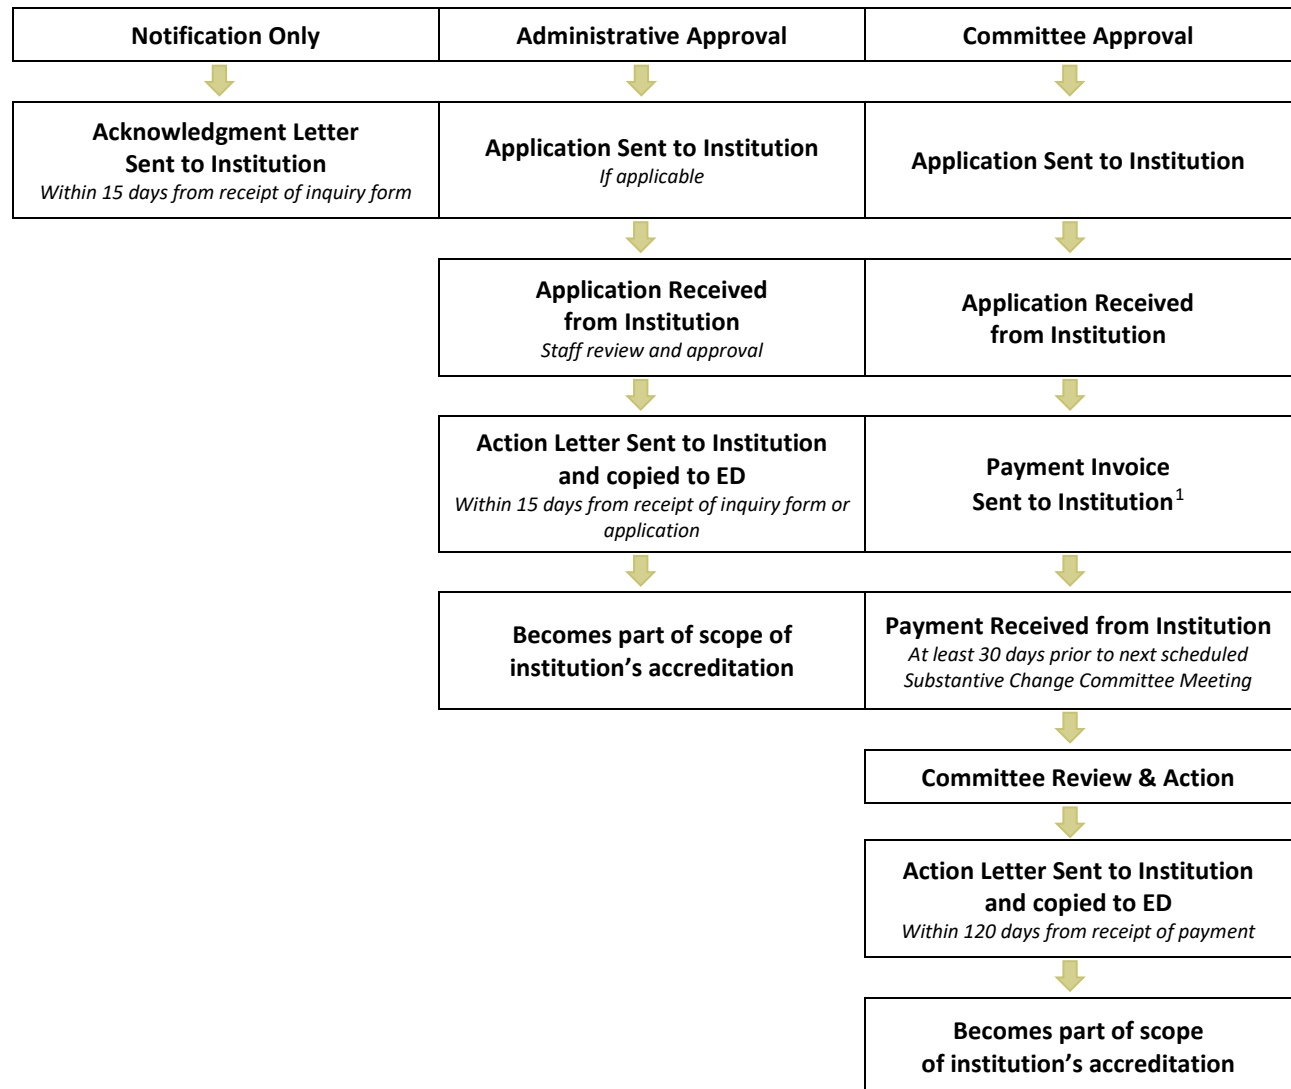 Notification Only
Administrative Approval
Committee Approval
Acknowledgment Letter
Sent to Institution
Within 15 days from receipt of inquiry form
Application Sent to Institution
If applicable
Application Sent to Institution
Application Received
from Institution
Staff review and approval
Application Received
from Institution
Action Letter Sent to Institution
and copied to ED
Within 15 days from receipt of inquiry form or
application
Payment Invoice
Sent to Institution1
Becomes part of scope of
institution’s accreditation
Payment Received from Institution
At least 30 days prior to next scheduled
Substantive Change Committee Meeting
Committee Review & Action
Action Letter Sent to Institution
and copied to ED
Within 120 days from receipt of payment
Becomes part of scope
of institution’s accreditation